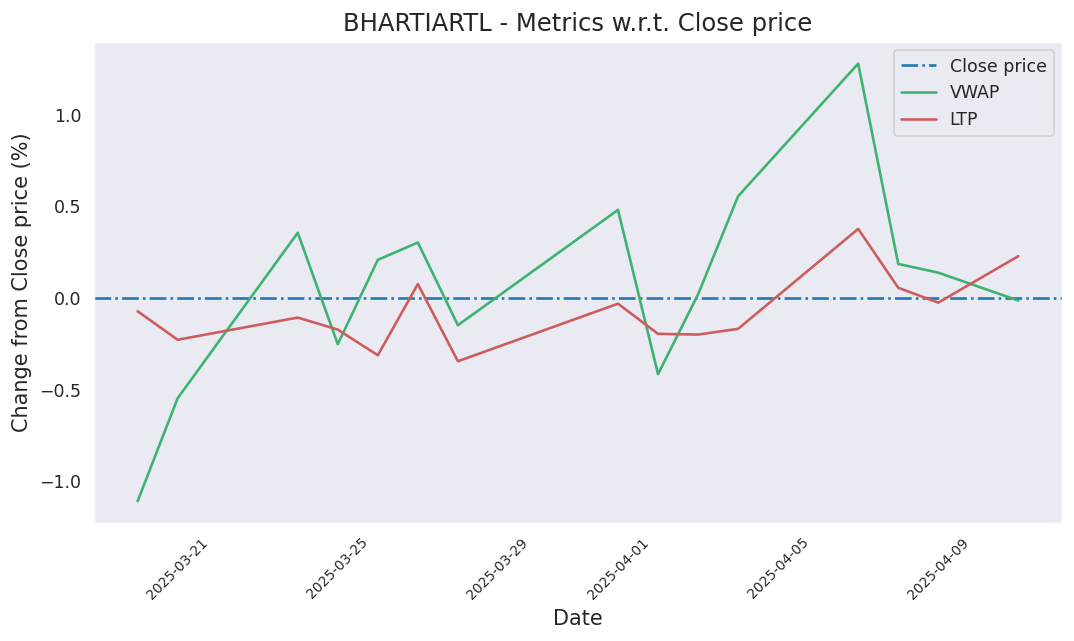 BHARTIARTL - Metrics w.r.t. Close price
Close price
VWAP
LTP
Change from Close price (%)
1.0
0.5
0.0
−0.5
−1.0
2025-03-21
2025-03-25
2025-03-29
2025-04-01
2025-04-05
2025-04-09
Date